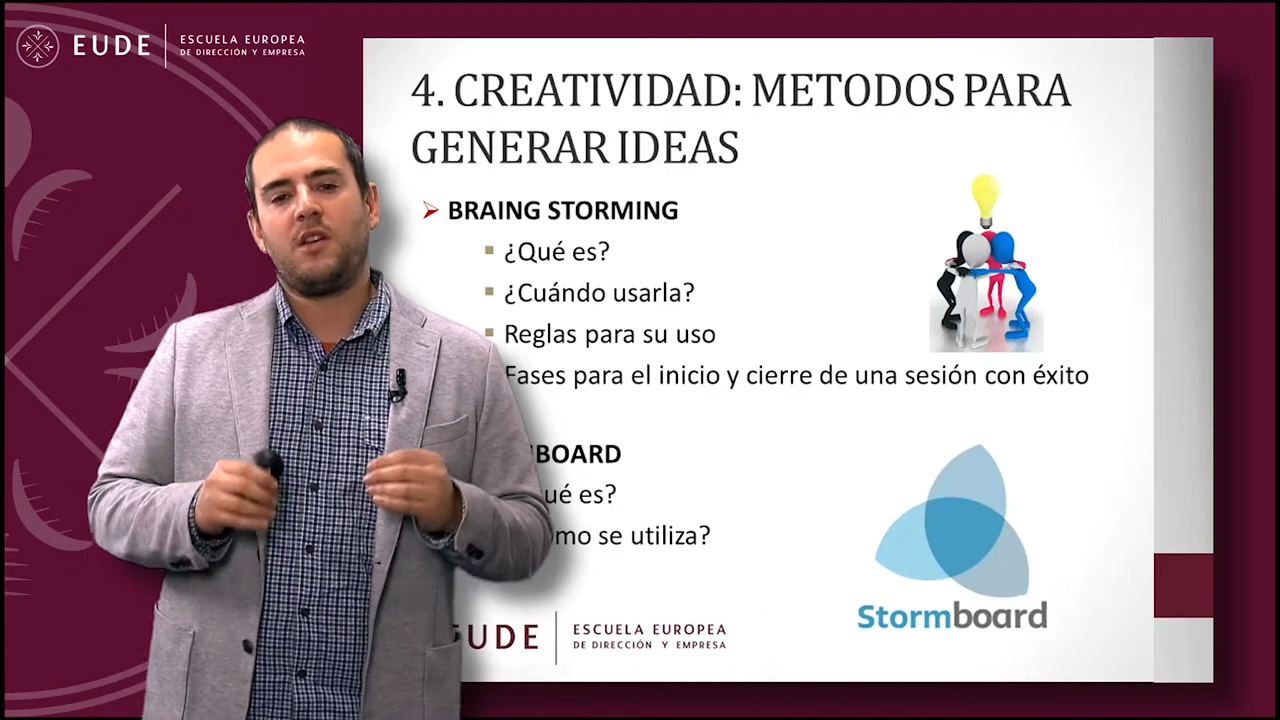 EUDE
ESCUELA EUROPEA
DE DIRECCIÓN Y EMPRESA
4. CREATIVIDAD: METODOS PARA
GENERAR IDEAS
BRAING STORMING
¿Qué es?
¿Cuándo usarla?
Reglas para su uso
Fases para el inicio y cierre de una sesión con éxito
BOARD
ué es?
ómo se utiliza?
Stormboard
EUDE
ESCUELA EUROPEA
DE DIRECCIÓN Y EMPRESA